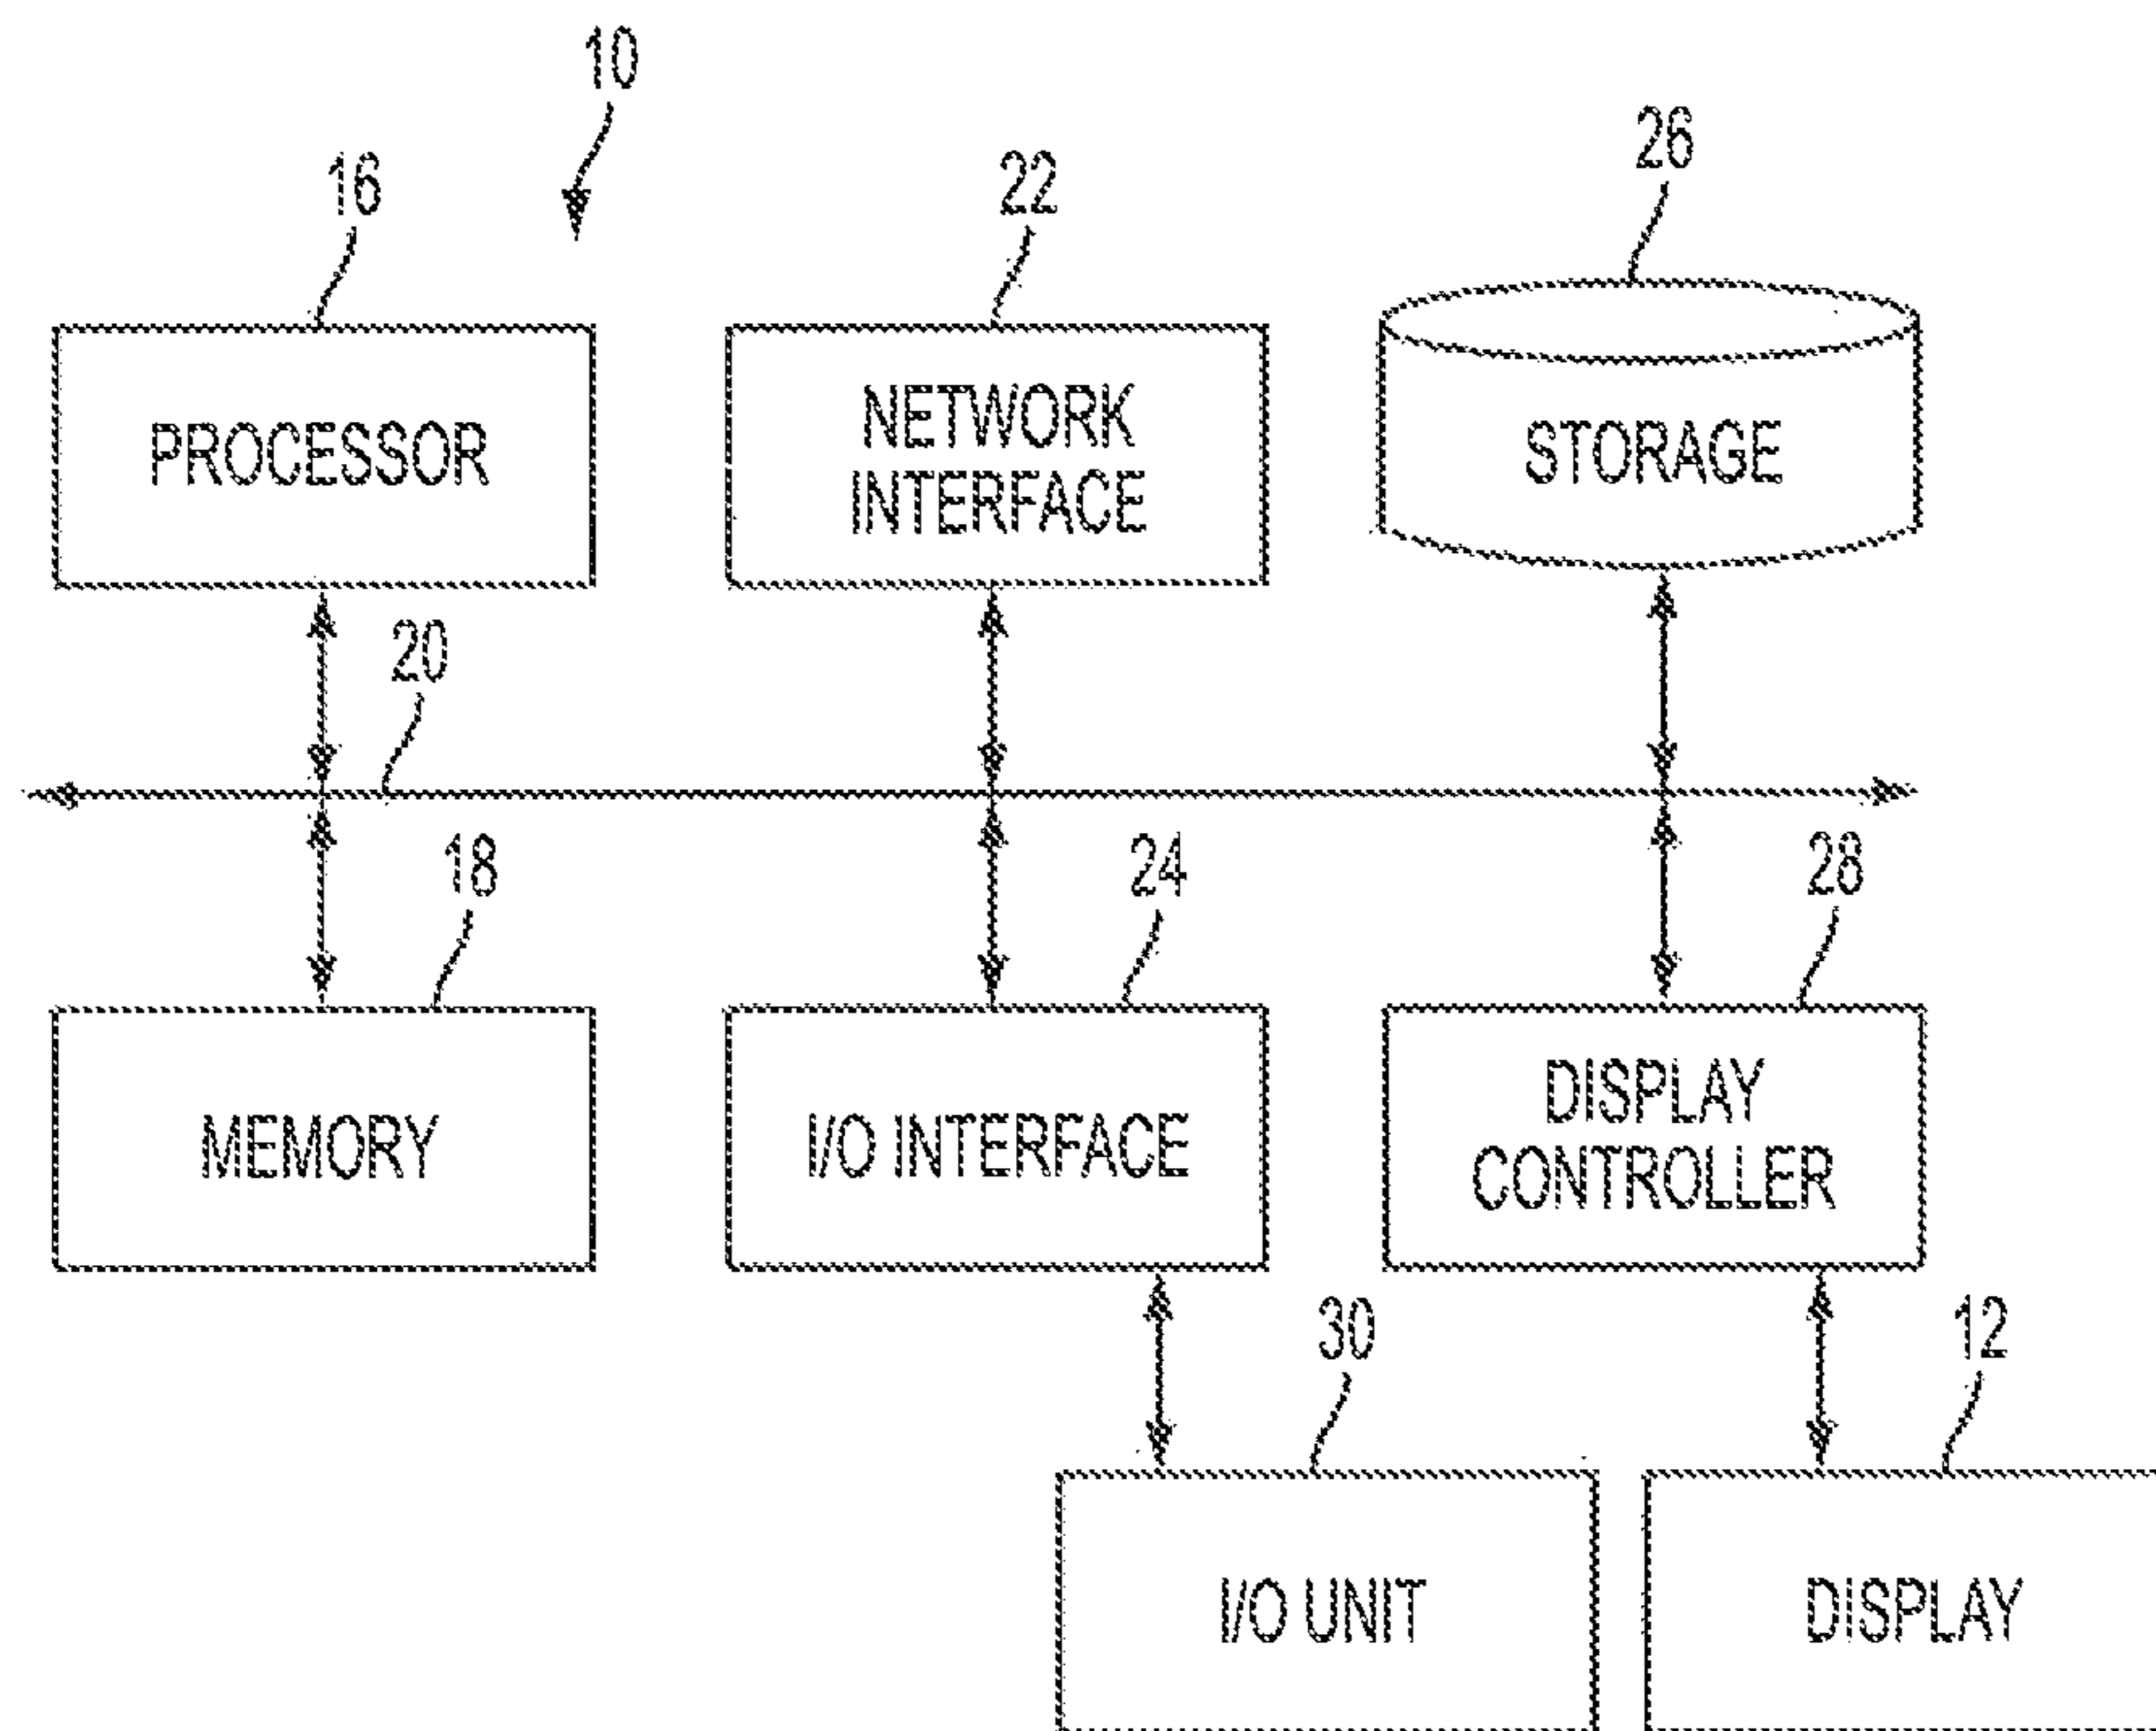 10
16
22
26
PROCESSOR
NETWORK
INTERFACE
STORAGE
20
18
24
28
MEMORY
I/O INTERFACE
DISPLAY
CONTROLLER
30
12
I/O UNIT
DISPLAY